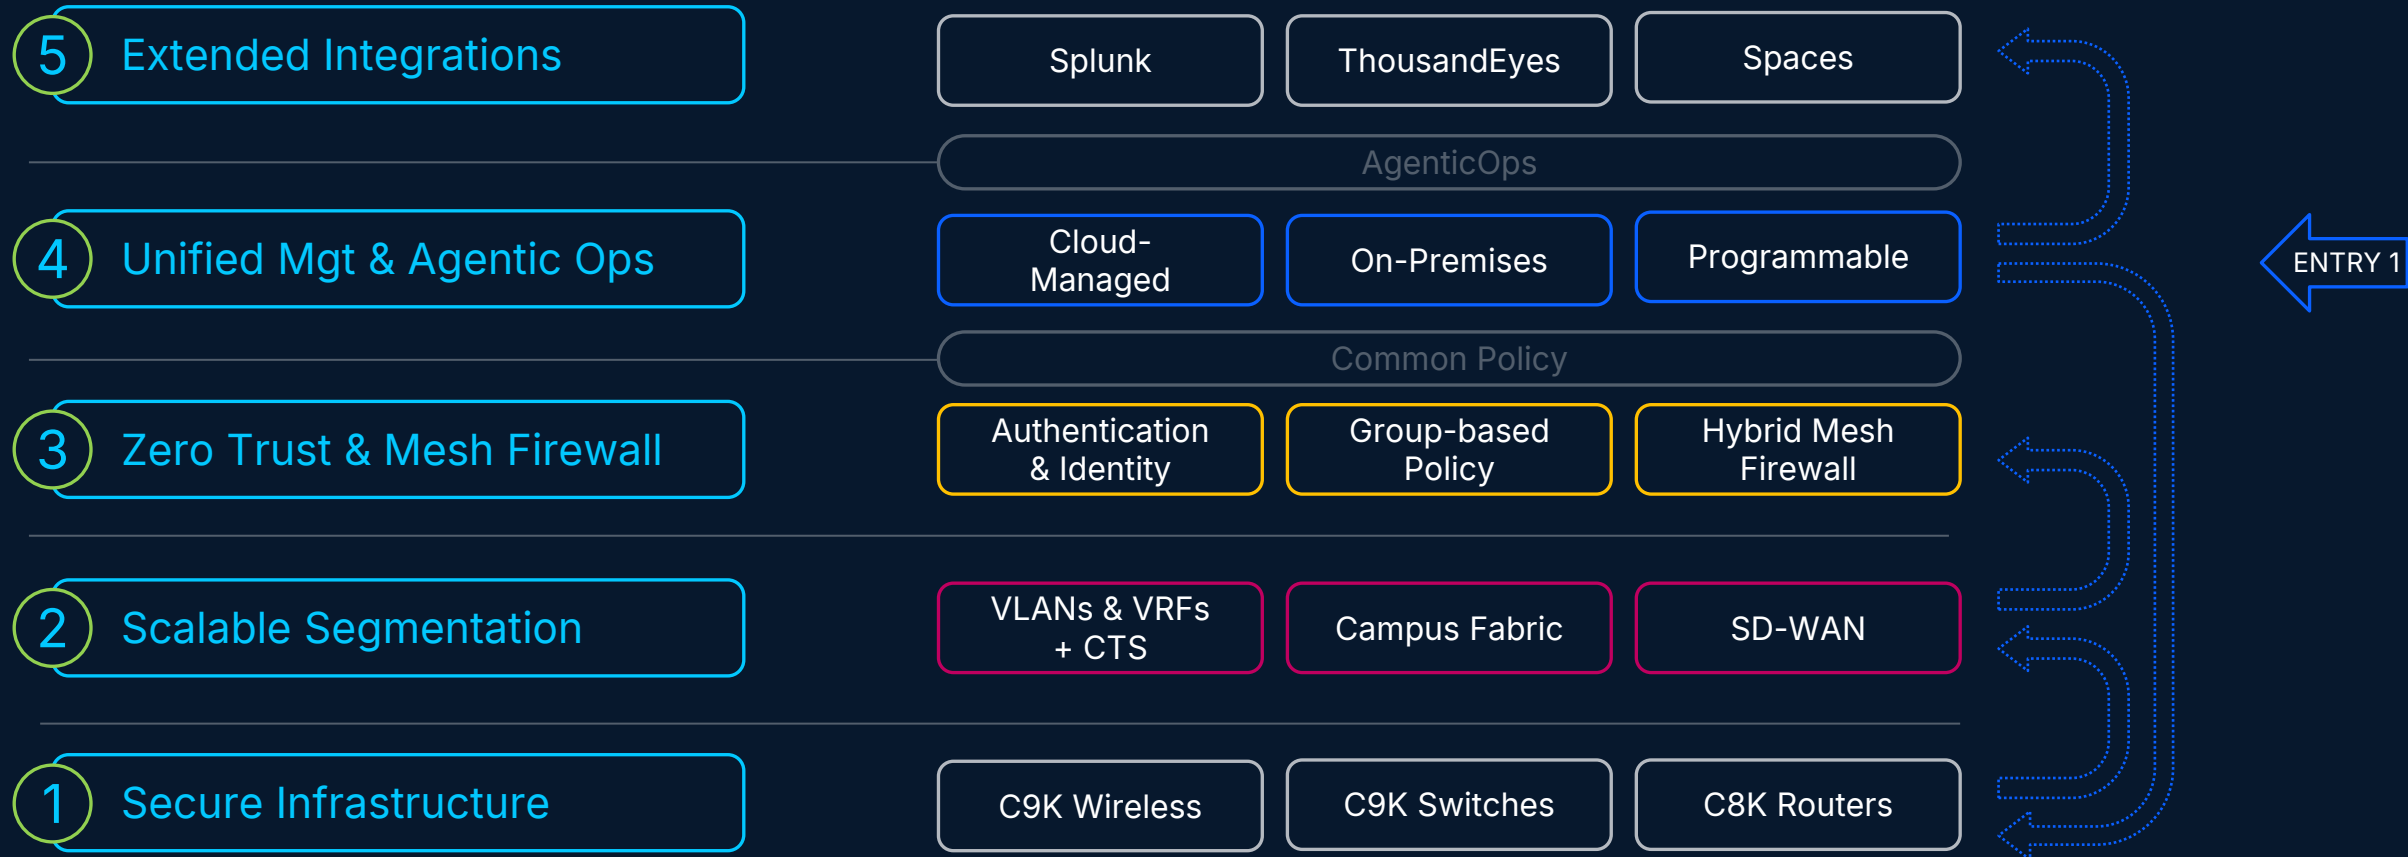 5
Extended Integrations
Splunk
ThousandEyes
Spaces
AgenticOps
4
Unified Mgt & Agentic Ops
Cloud-
Managed
On-Premises
Programmable
ENTRY 1
Common Policy
3
Zero Trust & Mesh Firewall
Authentication
& Identity
Group-based
Policy
Hybrid Mesh
Firewall
2
Scalable Segmentation
VLANs & VRFs
+ CTS
Campus Fabric
SD-WAN
1
Secure Infrastructure
C9K Wireless
C9K Switches
C8K Routers